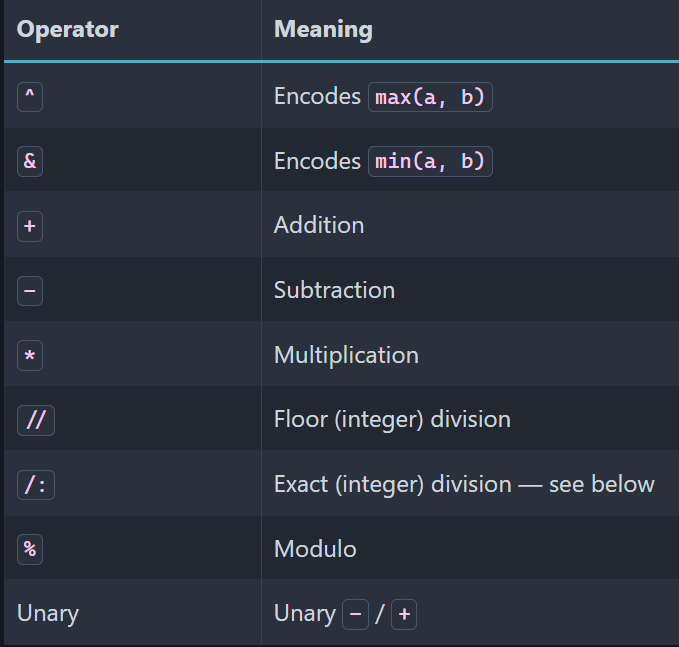 Operator Meaning
^ Encodes max(a, b)
& Encodes min(a, b)
+ Addition
- Subtraction
* Multiplication
// Floor (integer) division
/: Exact (integer) division — see below
% Modulo
Unary Unary - / +